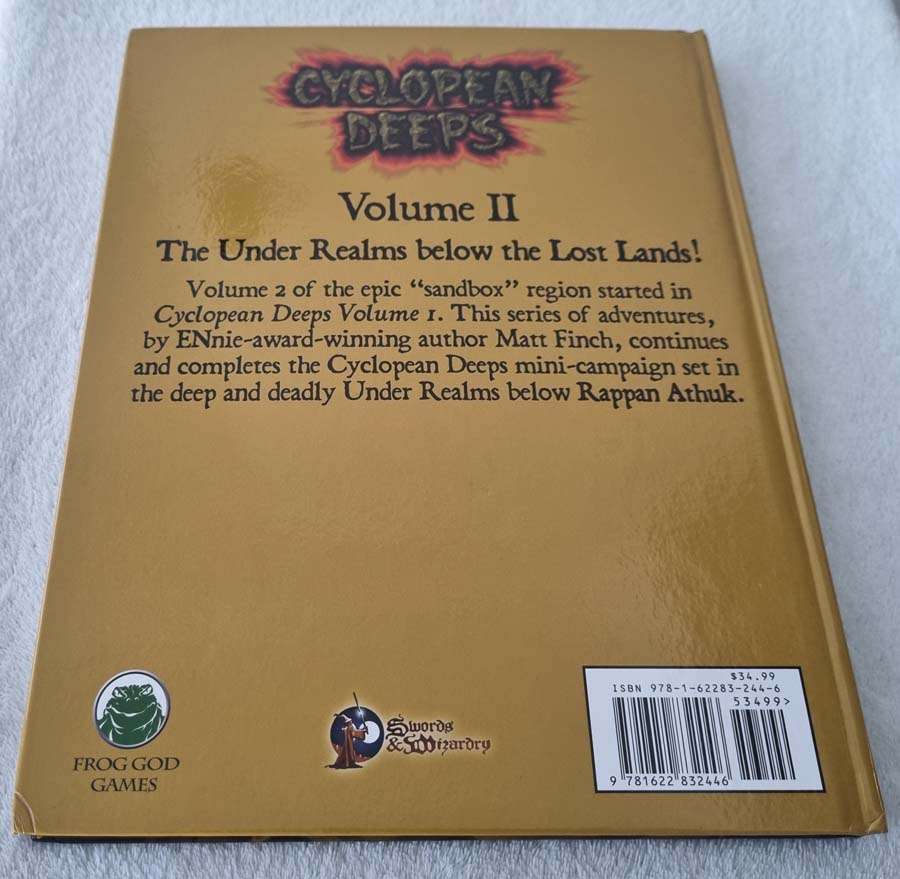 CYCLOPEAN
DEEPS
Volume II
The Under Realms below the Lost Lands!
Volume 2 of the epic “sandbox” region started in
Cyclopean Deeps Volume 1. This series of adventures,
by ENnie-award-winning author Matt Finch, continues
and completes the Cyclopean Deeps mini-campaign set in
the deep and deadly Under Realms below Rappan Athuk.
FROG GOD
GAMES
Swords
& Wizardry
$34.99
ISBN 978-1-62283-244-6
53499>
9 781622 832446